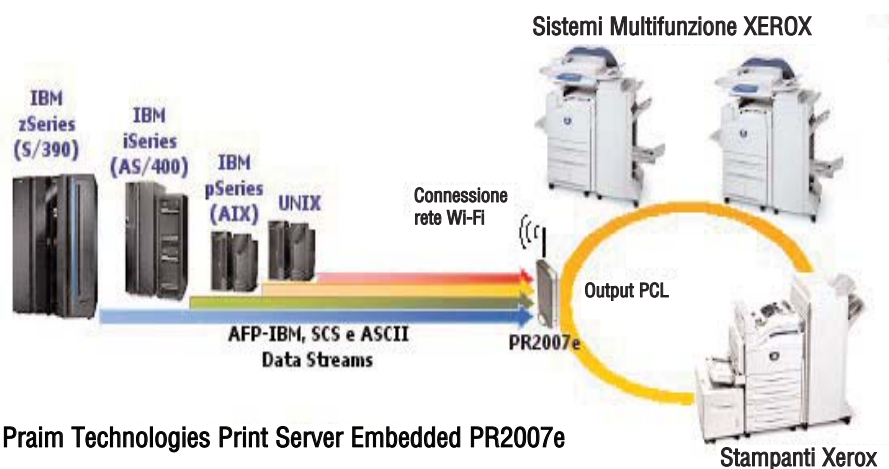 Sistemi Multifunzione XEROX
IBM
zSeries
(S/390)
IBM
iSeries
(AS/400)
IBM
pSeries
(AIX)
UNIX
Connessione
rete Wi-Fi
Output PCL
AFP-IBM, SCS e ASCII
Data Streams
PR2007e
Praim Technologies Print Server Embedded PR2007e
Stampanti Xerox